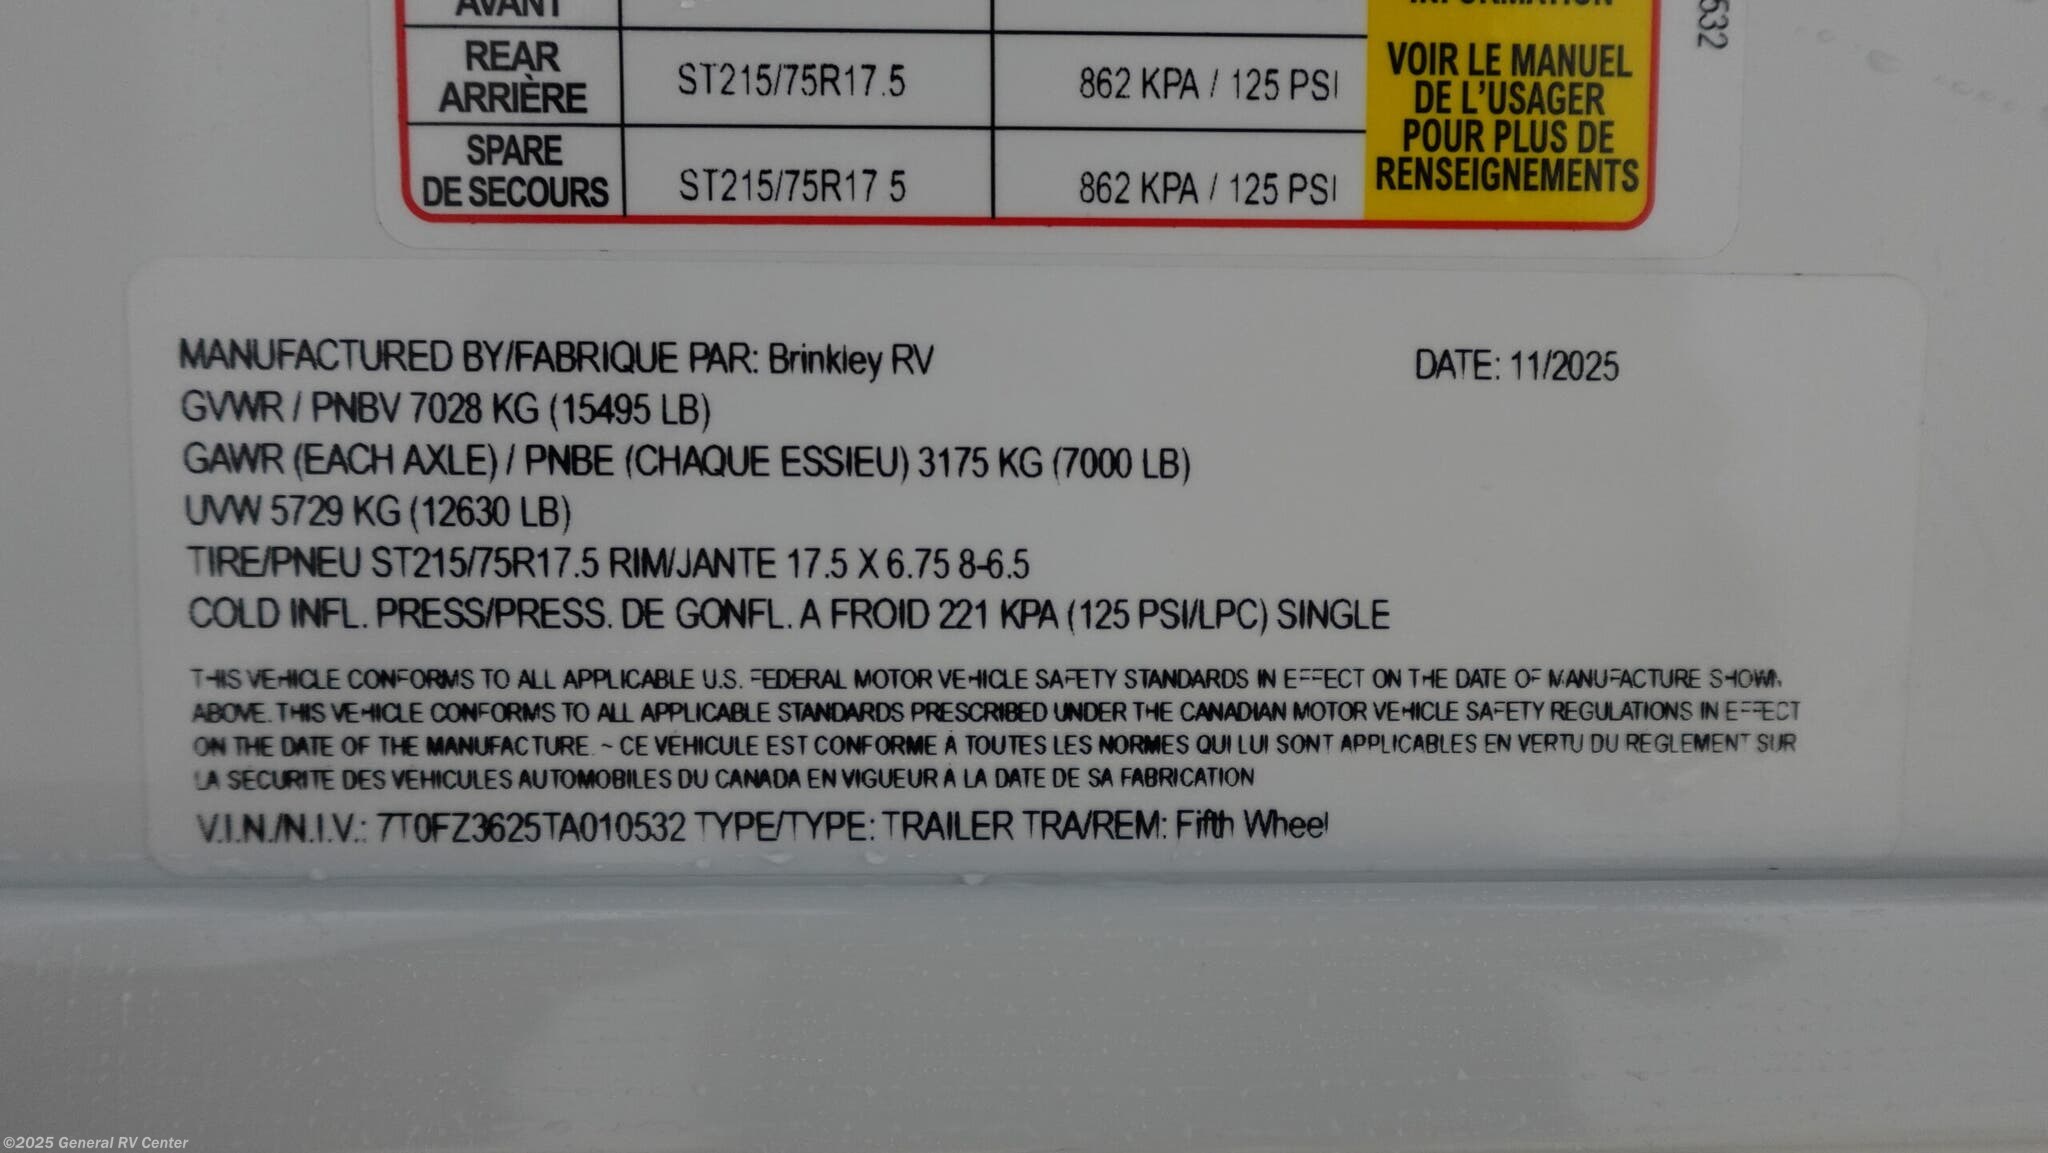 AVANT
INFORMATION
532
REAR
ARRIÈRE
ST215/75R17.5
862 KPA / 125 PSI
VOIR LE MANUEL
DE L'USAGER
POUR PLUS DE
RENSEIGNEMENTS
SPARE
DE SECOURS
ST215/75R17 5
862 KPA / 125 PSI
MANUFACTURED BY/FABRIQUE PAR: Brinkley RV
DATE: 11/2025
GVWR / PNBV 7028 KG (15495 LB)
GAWR (EACH AXLE) / PNBE (CHAQUE ESSIEU) 3175 KG (7000 LB)
UVW 5729 KG (12630 LB)
TIRE/PNEU ST215/75R17.5 RIM/JANTE 17.5 X 6.75 8-6.5
COLD INFL. PRESS/PRESS. DE GONFL. A FROID 221 KPA (125 PSI/LPC) SINGLE
THIS VEHICLE CONFORMS TO ALL APPLICABLE U.S. FEDERAL MOTOR VEHICLE SAFETY STANDARDS IN EFFECT ON THE DATE OF MANUFACTURE SHOWN
ABOVE. THIS VEHICLE CONFORMS TO ALL APPLICABLE STANDARDS PRESCRIBED UNDER THE CANADIAN MOTOR VEHICLE SAFETY REGULATIONS IN EFFECT
ON THE DATE OF THE MANUFACTURE. ~ CE VEHICULE EST CONFORME À TOUTES LES NORMES QUI LUI SONT APPLICABLES EN VERTU DU RÈGLEMENT SUR
LA SÉCURITÉ DES VÉHICULES AUTOMOBILES DU CANADA EN VIGUEUR À LA DATE DE SA FABRICATION
V.I.N./N.I.V.: 7T0FZ3625TA010532 TYPE/TYPE: TRAILER TRA/REM: Fifth Wheel
©2025 General RV Center